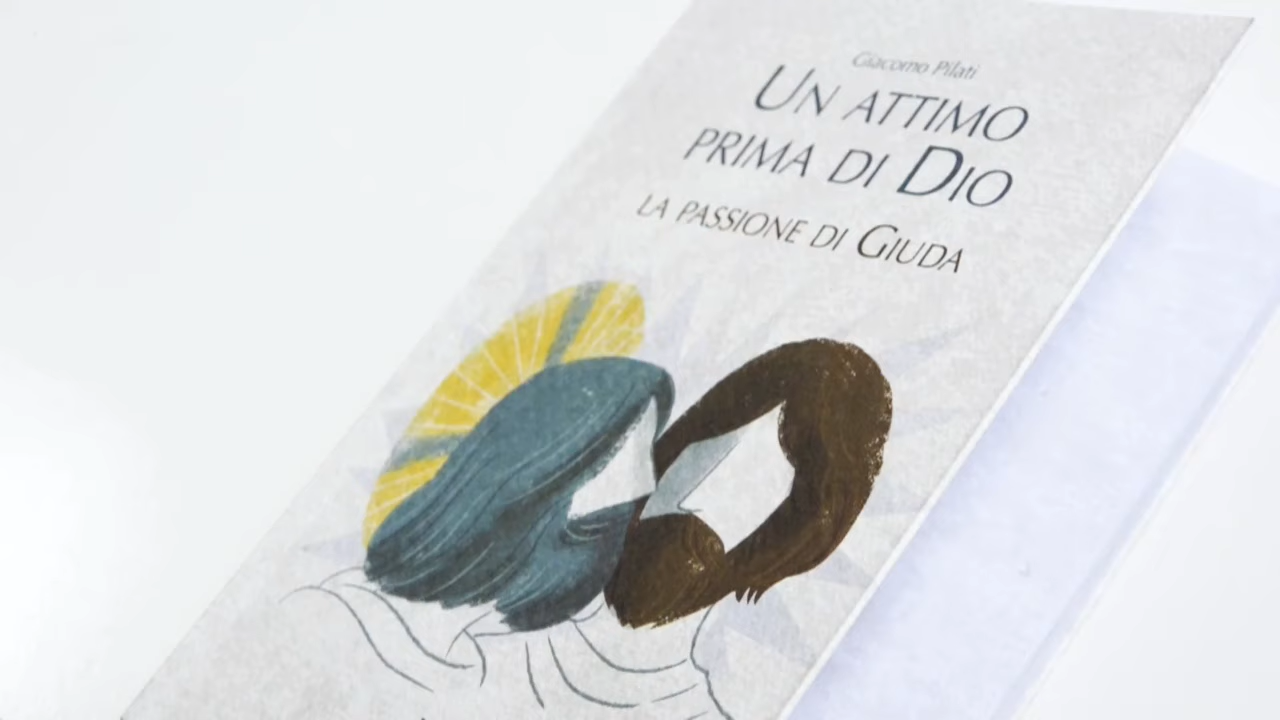 Giacomo Pilati
Un attimo
prima di Dio
la passione di Giuda